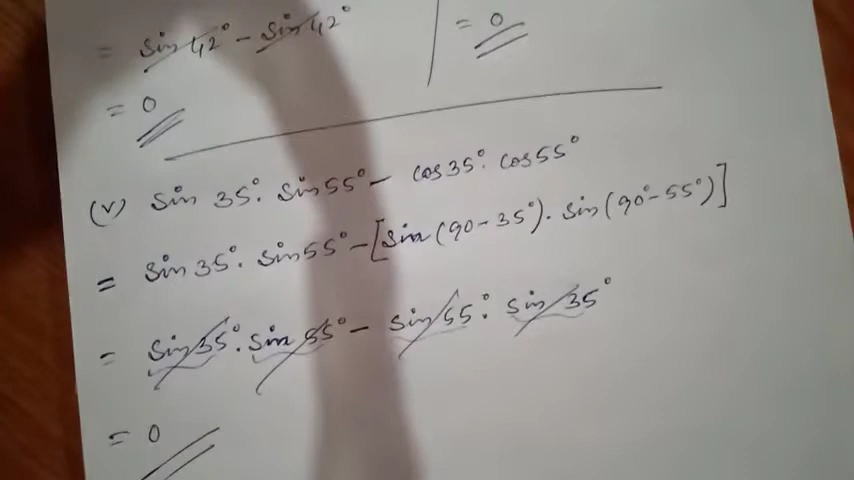 = sin 42° - sin 42°
= 0
= 0
(v) sin 35°. sin 55° - cos 35°. cos 55°
= sin 35°. sin 55° - [sin (90 - 35°). sin (90° - 55°)]
= sin 35°. sin 55° - sin 55°. sin 35°
= 0